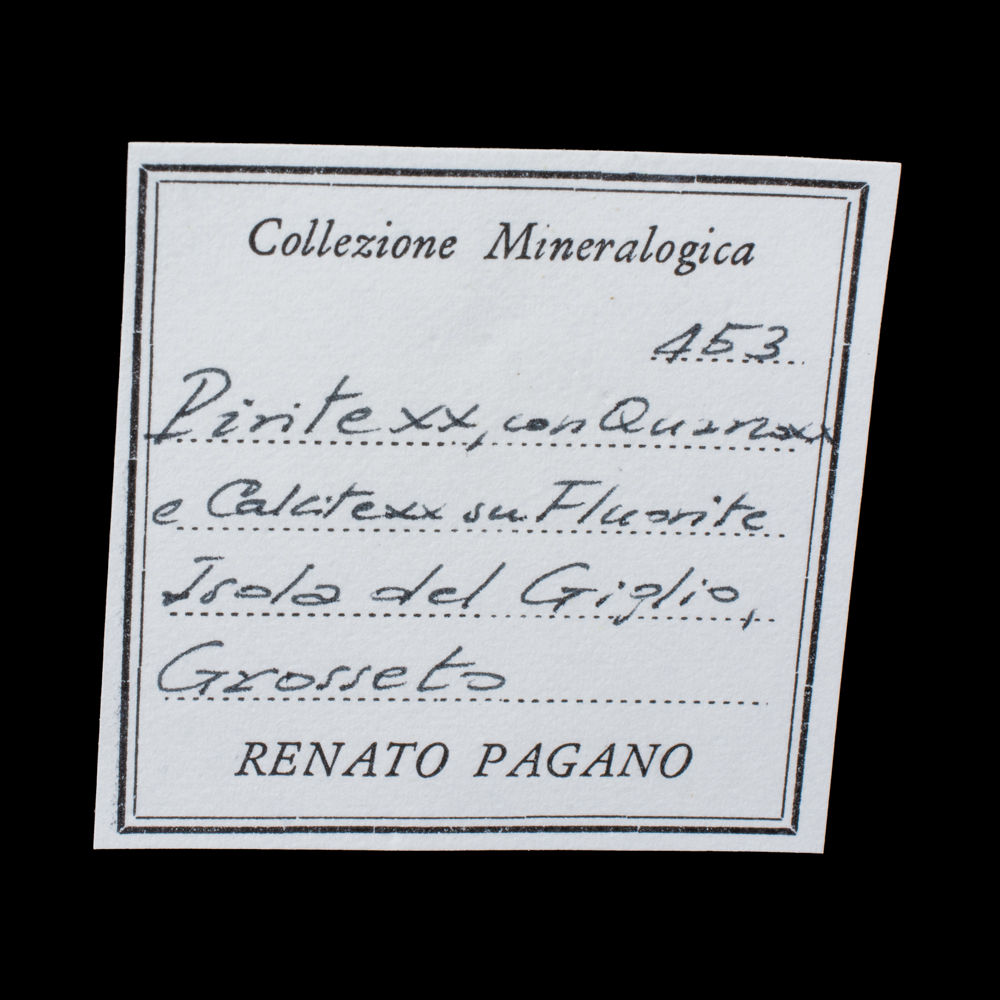 Collezione Mineralogica
453
Pirite xx, con Quarzo xx
e Calcite xx su Fluorite
Isola del Giglio,
Grosseto
RENATO PAGANO